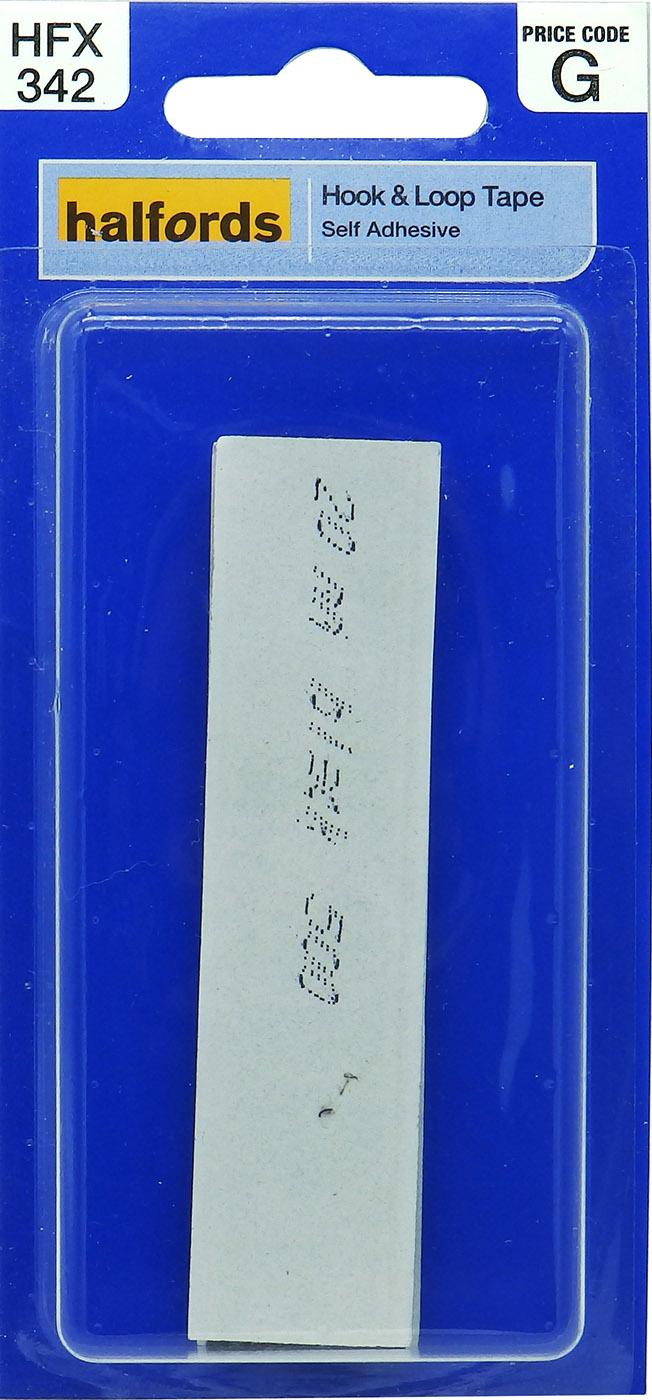 HFX
342
PRICE CODE
G
halfords
Hook & Loop Tape
Self Adhesive